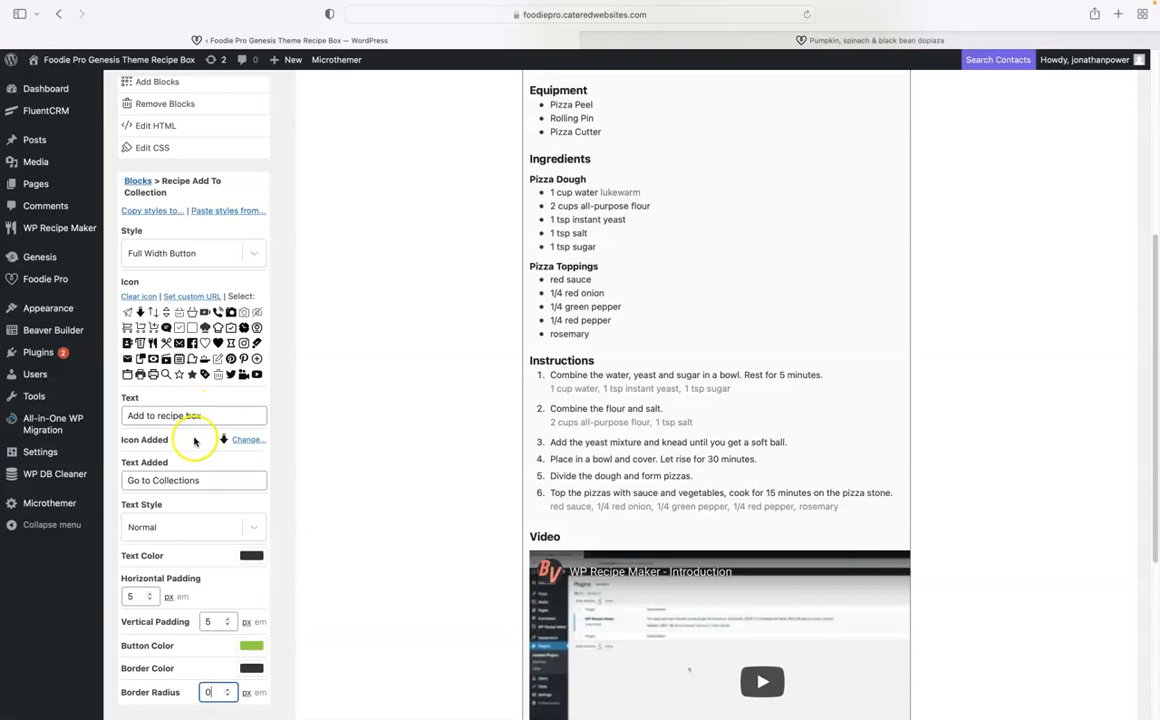 foodiepro.cateredwebsites.com
‹ Foodie Pro Genesis Theme Recipe Box — WordPress
Pumpkin, spinach & black bean dopiaza
Foodie Pro Genesis Theme Recipe Box
2
1
New
Microthemer
Search Contacts
Howdy, jonathanpower
Dashboard
FluentCRM
Posts
Media
Pages
Comments
WP Recipe Maker
Genesis
Foodie Pro
Appearance
Beaver Builder
Plugins 2
Users
Tools
All-in-One WP
Migration
Settings
WP DB Cleaner
Microthemer
Collapse menu
Add Blocks
Remove Blocks
Edit HTML
Edit CSS
Blocks > Recipe Add To
Collection
Copy styles to... | Paste styles from...
Style
Full Width Button
Icon
Clear icon | Set custom URL | Select:
Text
Add to recipe box
Icon Added
Change...
Text Added
Go to Collections
Text Style
Normal
Text Color
Horizontal Padding
5 px em
Vertical Padding 5 px em
Button Color
Border Color
Border Radius 0 px em
Equipment
Pizza Peel
Rolling Pin
Pizza Cutter
Ingredients
Pizza Dough
1 cup water lukewarm
2 cups all-purpose flour
1 tsp instant yeast
1 tsp salt
1 tsp sugar
Pizza Toppings
red sauce
1/4 red onion
1/4 green pepper
1/4 red pepper
rosemary
Instructions
1. Combine the water, yeast and sugar in a bowl. Rest for 5 minutes.
1 cup water, 1 tsp instant yeast, 1 tsp sugar
2. Combine the flour and salt.
2 cups all-purpose flour, 1 tsp salt
3. Add the yeast mixture and knead until you get a soft ball.
4. Place in a bowl and cover. Let rise for 30 minutes.
5. Divide the dough and form pizzas.
6. Top the pizzas with sauce and vegetables, cook for 15 minutes on the pizza stone.
red sauce, 1/4 red onion, 1/4 green pepper, 1/4 red pepper, rosemary
Video
BV
WP Recipe Maker - Introduction
Plugins